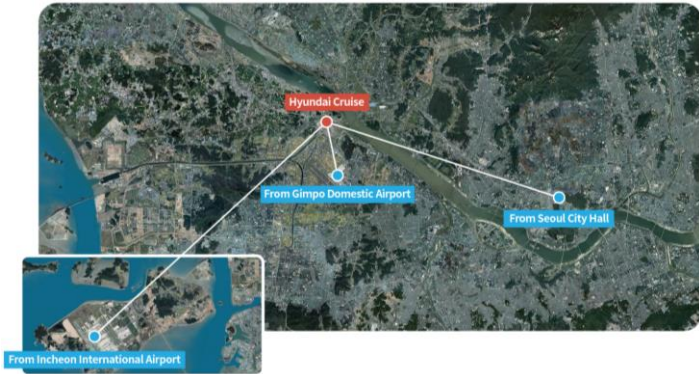 Hyundai Cruise
From Gimpo Domestic Airport
From Seoul City Hall
From Incheon International Airport